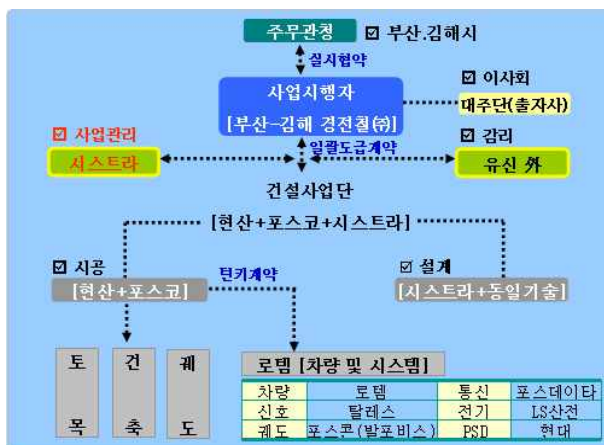 주무관청
☑ 부산.김해시
실시협약
사업시행자
[부산-김해 경전철㈜]
☑ 이사회
대주단(출자사)
☑ 사업관리
시스트라
일괄도급계약
☑ 감리
유신 外
건설사업단
[현산+포스코+시스트라]
☑ 시공
[현산+포스코]
턴키계약
☑ 설계
[시스트라+동일기술]
토목
건축
궤도
로템 [차량 및 시스템]
차량 로템 통신 포스데이타
신호 탈레스 전기 LS산전
궤도 포스콘(발포비스) PSD 현대